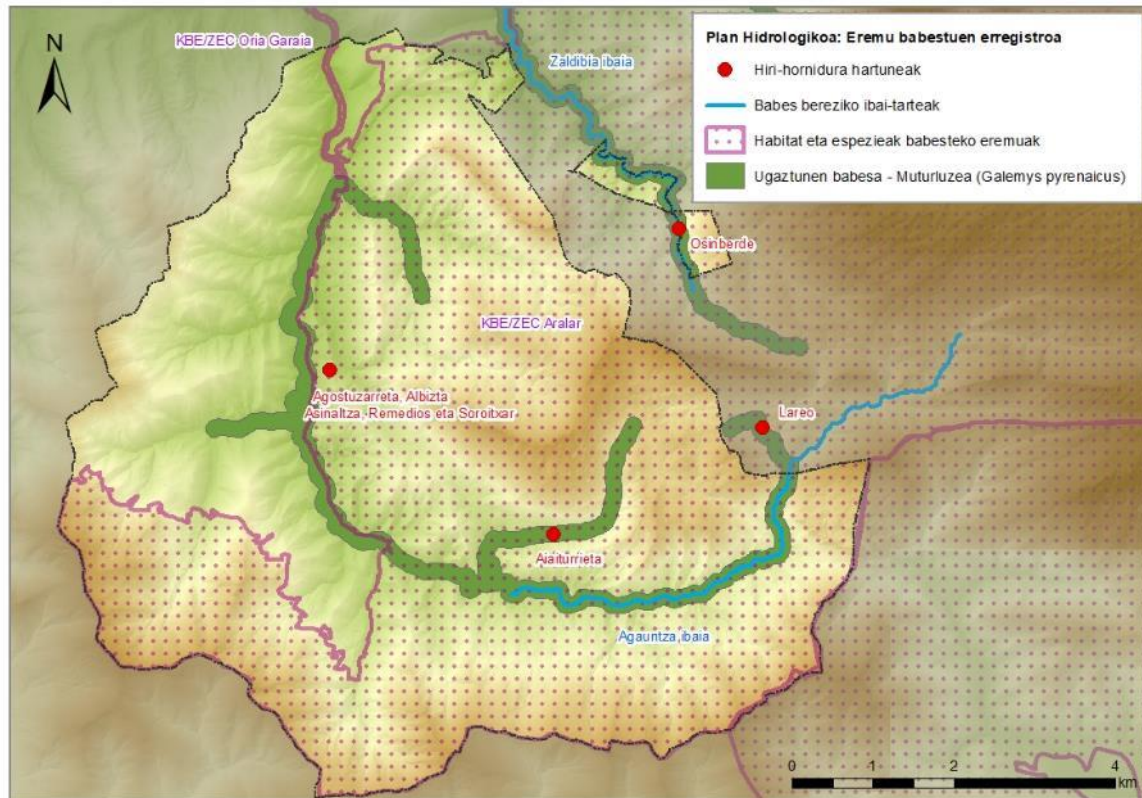 KBE/ZEC Oria Garaia
N
Zaldibia ibaia
Plan Hidrologikoa: Eremu babestuen erregistroa
Hiri-hornidura hartuneak
Babes bereziko ibai-tarteak
Habitat eta espezieak babesteko eremuak
Ugaztunen babesa - Muturluzea (Galemys pyrenaicus)
Osinberde
KBE/ZEC Aralar
Agostuzarreta, Albizta
Asinaltza, Remedios eta Soroitxar
Lareo
Aiaiturrieta
Agauntza ibaia
0 1 2 4
km